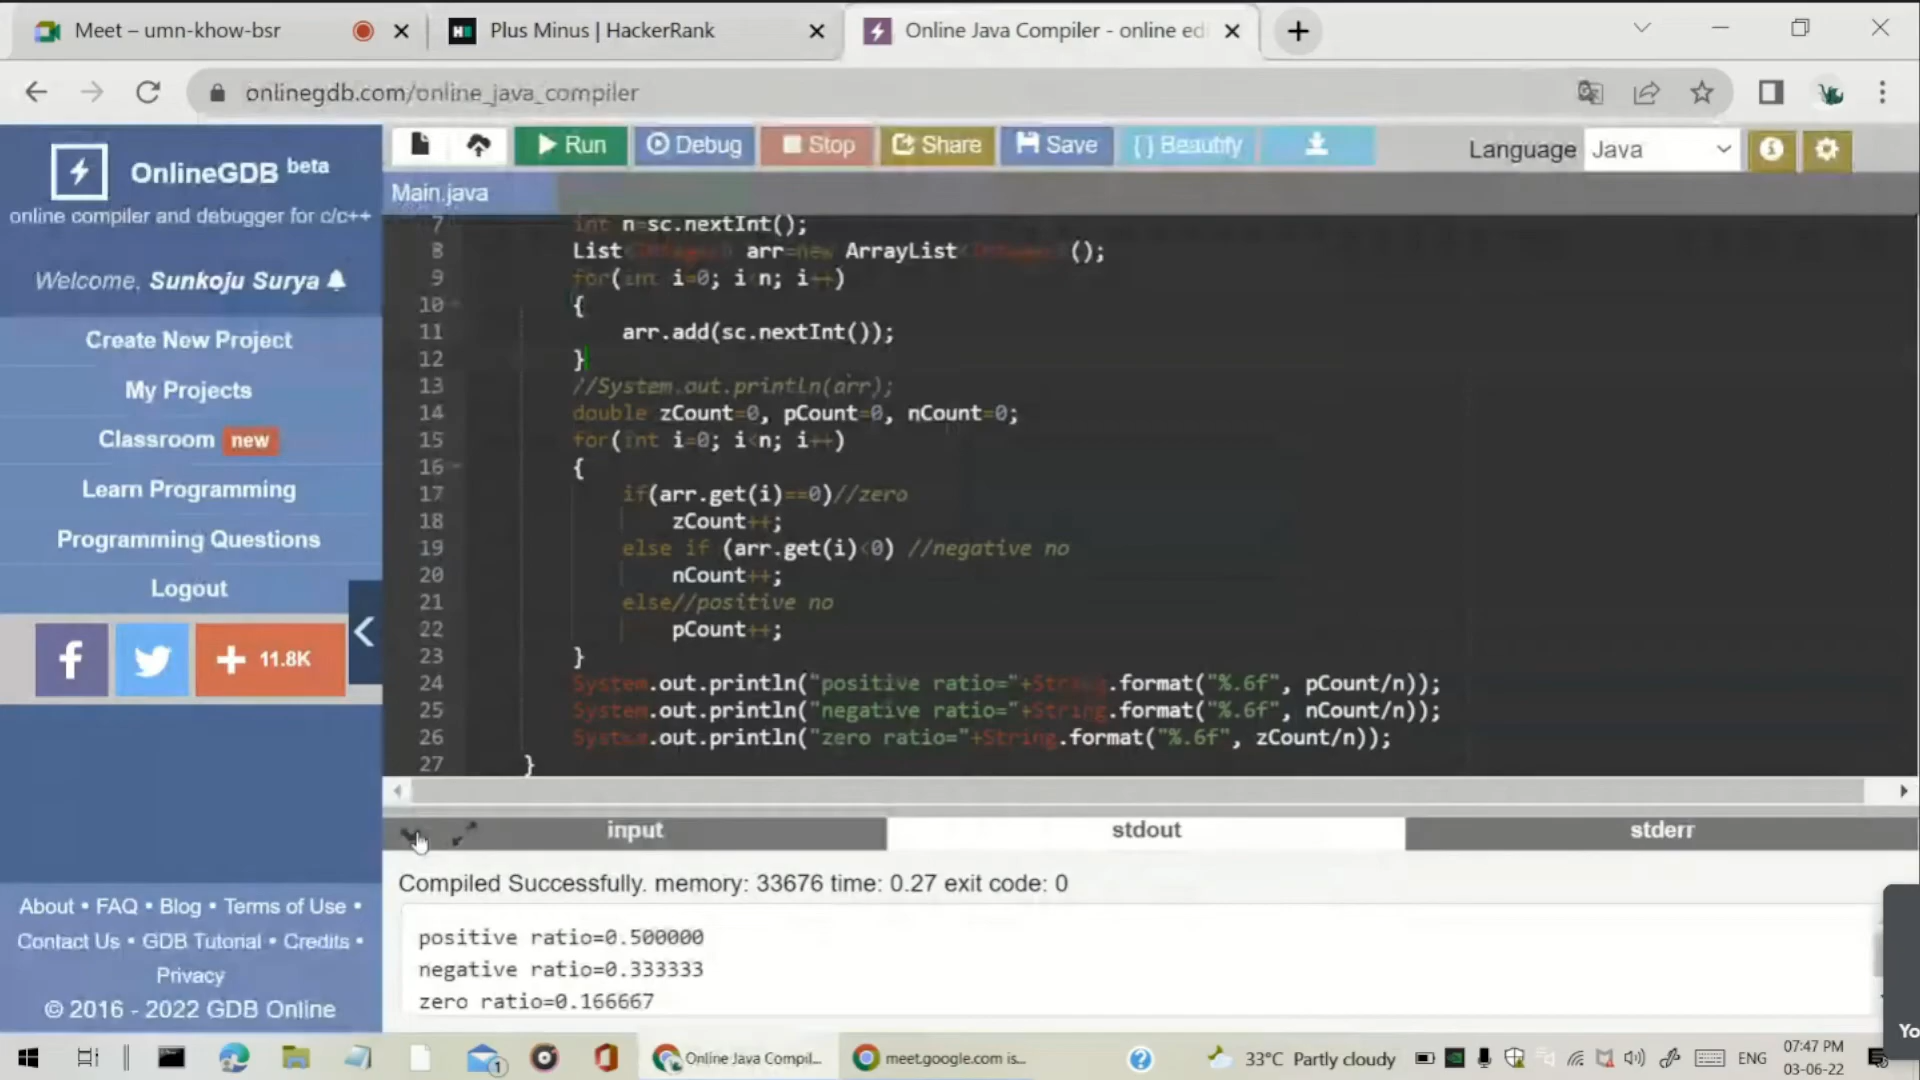 Meet – umn-khow-bsr
Plus Minus | HackerRank
Online Java Compiler - online edi
onlinegdb.com/online_java_compiler
OnlineGDB beta
online compiler and debugger for c/c++
Welcome, Sunkoju Surya
Create New Project
My Projects
Classroom new
Learn Programming
Programming Questions
Logout
f
+ 11.8K
About • FAQ • Blog • Terms of Use •
Contact Us • GDB Tutorial • Credits •
Privacy
© 2016 - 2022 GDB Online
Run Debug Stop Share Save {} Beautify
Language Java
Main.java
7 int n=sc.nextInt();
8 List<Integer> arr=new ArrayList<Integer>();
9 for(int i=0; i<n; i++)
10 {
11 arr.add(sc.nextInt());
12 }
13 //System.out.println(arr);
14 double zCount=0, pCount=0, nCount=0;
15 for(int i=0; i<n; i++)
16 {
17 if(arr.get(i)==0)//zero
18 zCount++;
19 else if (arr.get(i)<0) //negative no
20 nCount++;
21 else//positive no
22 pCount++;
23 }
24 System.out.println("positive ratio="+String.format("%.6f", pCount/n));
25 System.out.println("negative ratio="+String.format("%.6f", nCount/n));
26 System.out.println("zero ratio="+String.format("%.6f", zCount/n));
27 }
input stdout stderr
Compiled Successfully. memory: 33676 time: 0.27 exit code: 0
positive ratio=0.500000
negative ratio=0.333333
zero ratio=0.166667
Yo
1
Online Java Compil...
meet.google.com is...
33°C Partly cloudy
ENG
07:47 PM
03-06-22